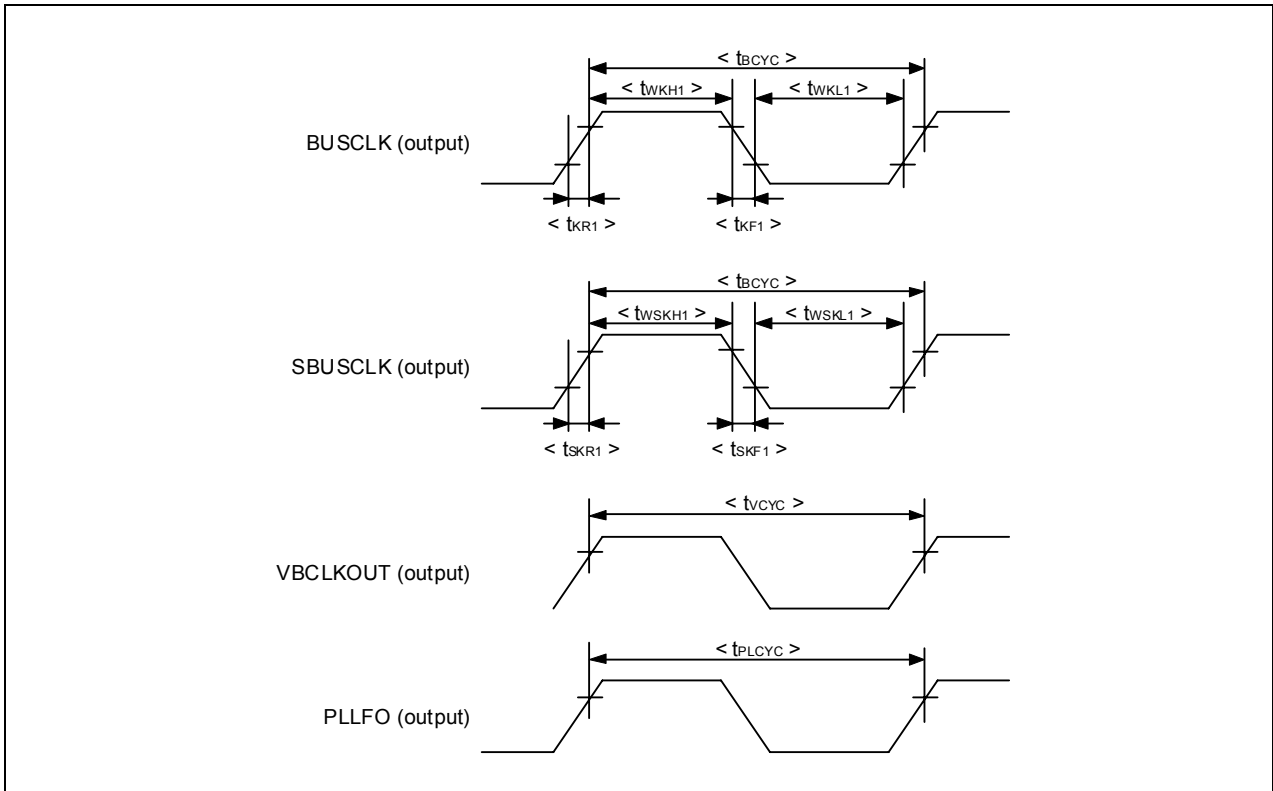 < tBCYC >
< tWKH1 > < tWKL1 >
BUSCLK (output)
< tKR1 > < tKF1 >
< tBCYC >
< tWSKH1 > < tWSKL1 >
SBUSCLK (output)
< tSKR1 > < tSKF1 >
< tVCYC >
VBCLKOUT (output)
< tPLCYC >
PLLFO (output)